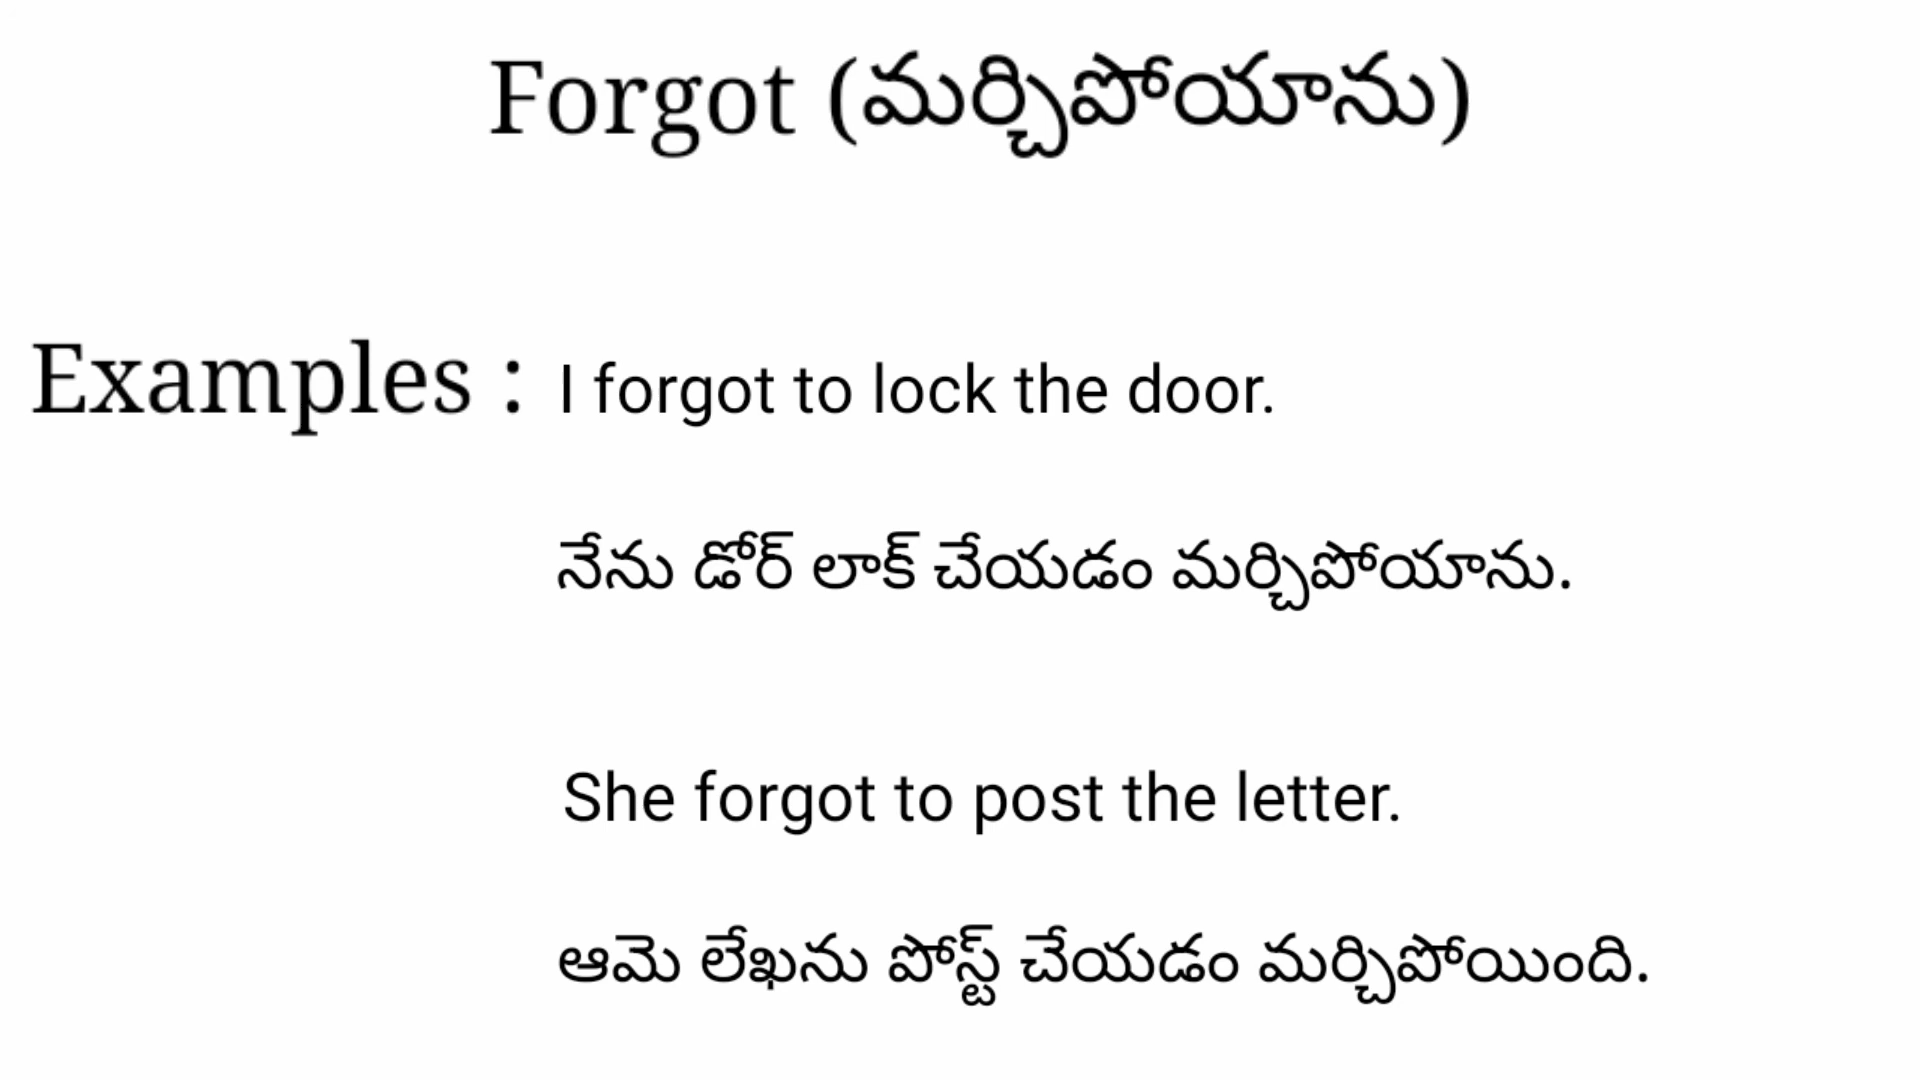 Forgot (మర్చిపోయాను)
Examples : I forgot to lock the door.
నేను డోర్ లాక్ చేయడం మర్చిపోయాను.
She forgot to post the letter.
ఆమె లేఖను పోస్ట్ చేయడం మర్చిపోయింది.